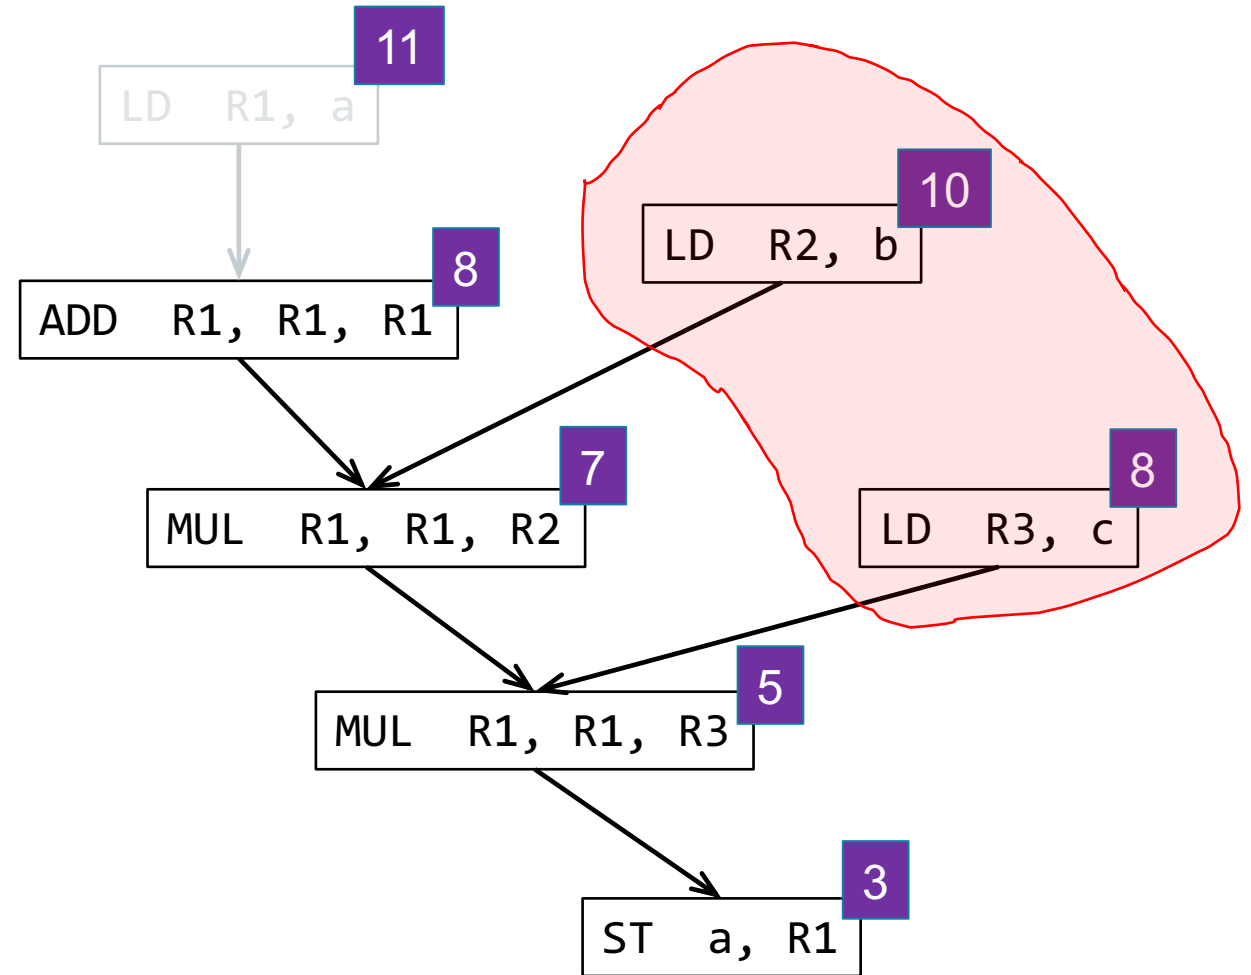 11
LD R1, a
10
LD R2, b
8
ADD R1, R1, R1
7
MUL R1, R1, R2
8
LD R3, c
5
MUL R1, R1, R3
3
ST a, R1